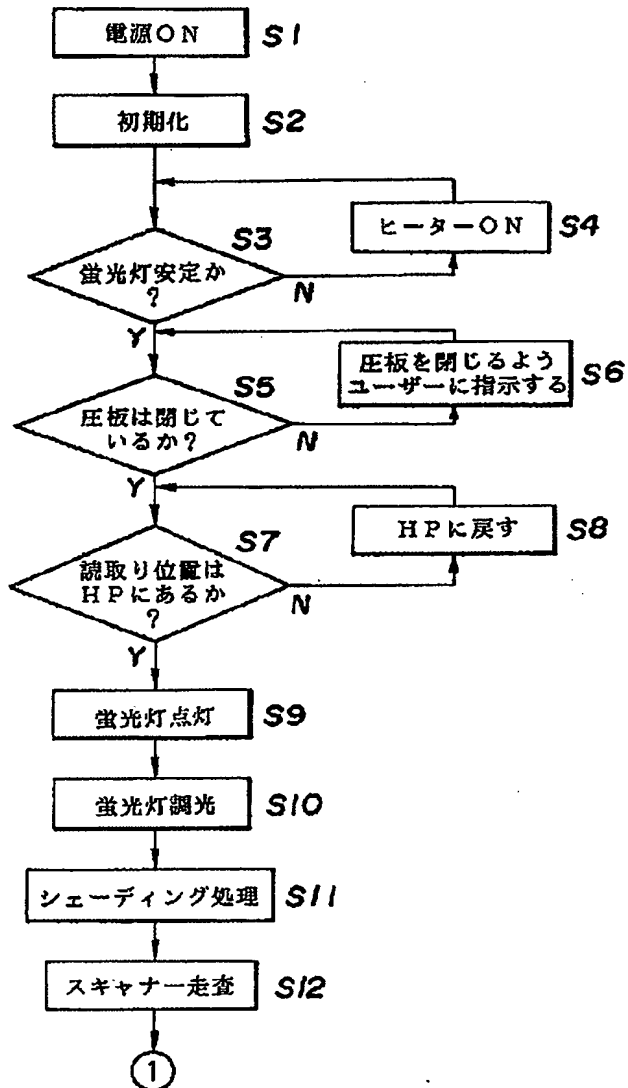 電源ON S1
初期化 S2
ヒーターON S4
S3
蛍光灯安定か
?
N
Y
圧板を閉じるよう
ユーザーに指示する
S6
S5
圧板は閉じて
いるか?
N
Y
HPに戻す S8
S7
読取り位置は
HPにあるか
?
N
Y
蛍光灯点灯 S9
蛍光灯調光 S10
シェーディング処理 S11
スキャナー走査 S12
1